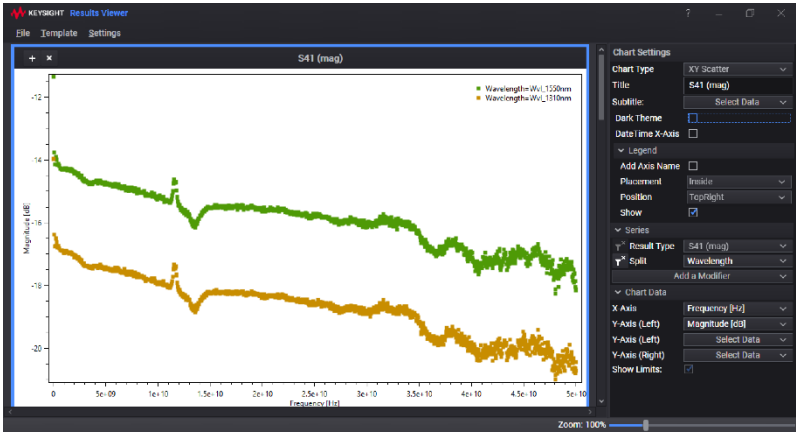 KEYSIGHT Results Viewer
?
File Template Settings
+ × S41 (mag)
Wavelength=Wvl_1550nm
Wavelength=Wvl_1310nm
Magnitude [dB]
-12
-14
-16
-18
-20
0 5e+09 1e+10 1.5e+10 2e+10 2.5e+10 3e+10 3.5e+10 4e+10 4.5e+10 5e+10
Frequency [Hz]
Chart Settings
Chart Type XY Scatter
Title S41 (mag)
Subtitle: Select Data
Dark Theme
DateTime X-Axis
Legend
Add Axis Name
Placement Inside
Position TopRight
Show
Series
Result Type S41 (mag)
Split Wavelength
Add a Modifier
Chart Data
X-Axis Frequency [Hz]
Y-Axis (Left) Magnitude [dB]
Y-Axis (Left) Select Data
Y-Axis (Right) Select Data
Show Limits:
Zoom: 100%